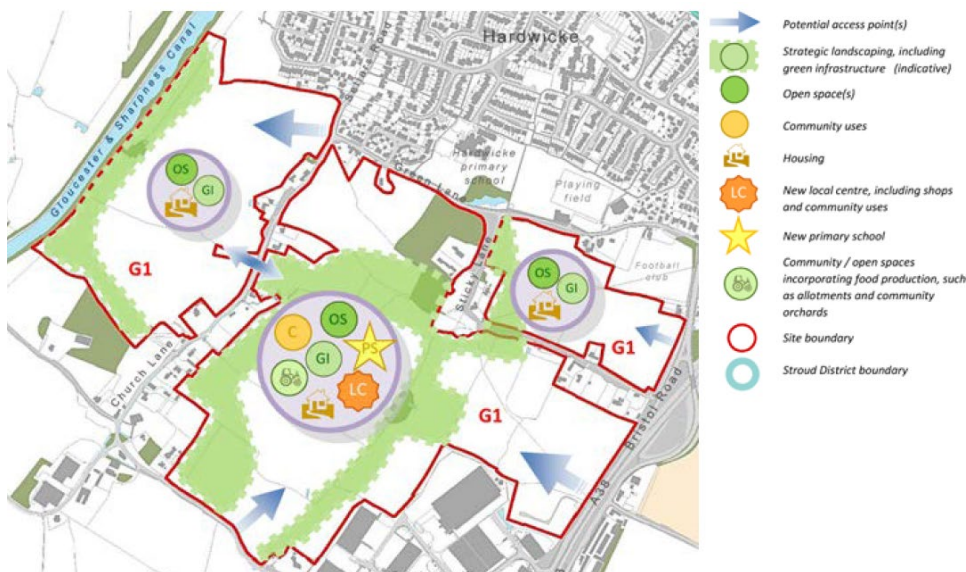 Hardwicke
Sellars Road
Gloucester & Sharpness Canal
Hardwicke
primary
school
Playing
field
Green Lane
OS
GI
Sticky Lane
Football
club
OS
GI
G1
G1
OS
C
PS
GI
LC
G1
Church Lane
Bristol Road
A38
Potential access point(s)
Strategic landscaping, including
green infrastructure (indicative)
Open space(s)
Community uses
Housing
LC
New local centre, including shops
and community uses
New primary school
Community / open spaces
incorporating food production, such
as allotments and community
orchards
Site boundary
Stroud District boundary